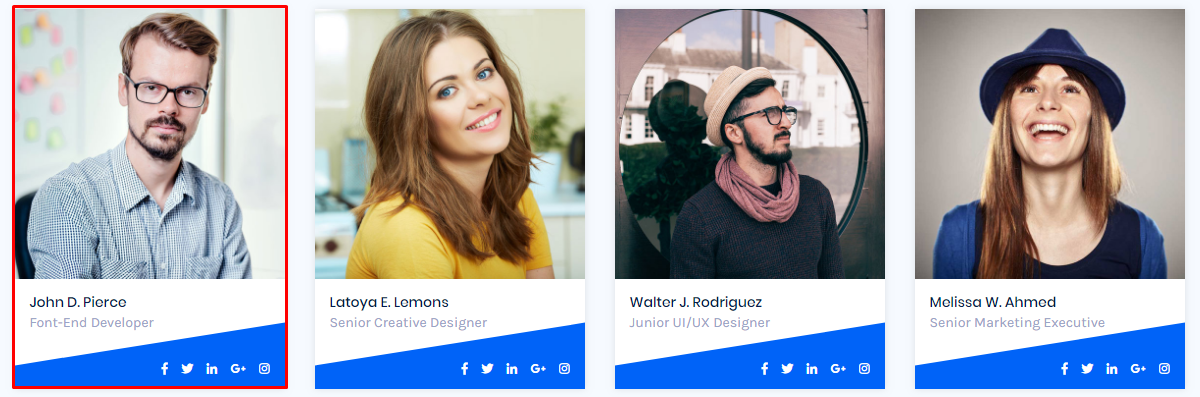 John D. Pierce
Font-End Developer
Latoya E. Lemons
Senior Creative Designer
Walter J. Rodriguez
Junior UI/UX Designer
Melissa W. Ahmed
Senior Marketing Executive